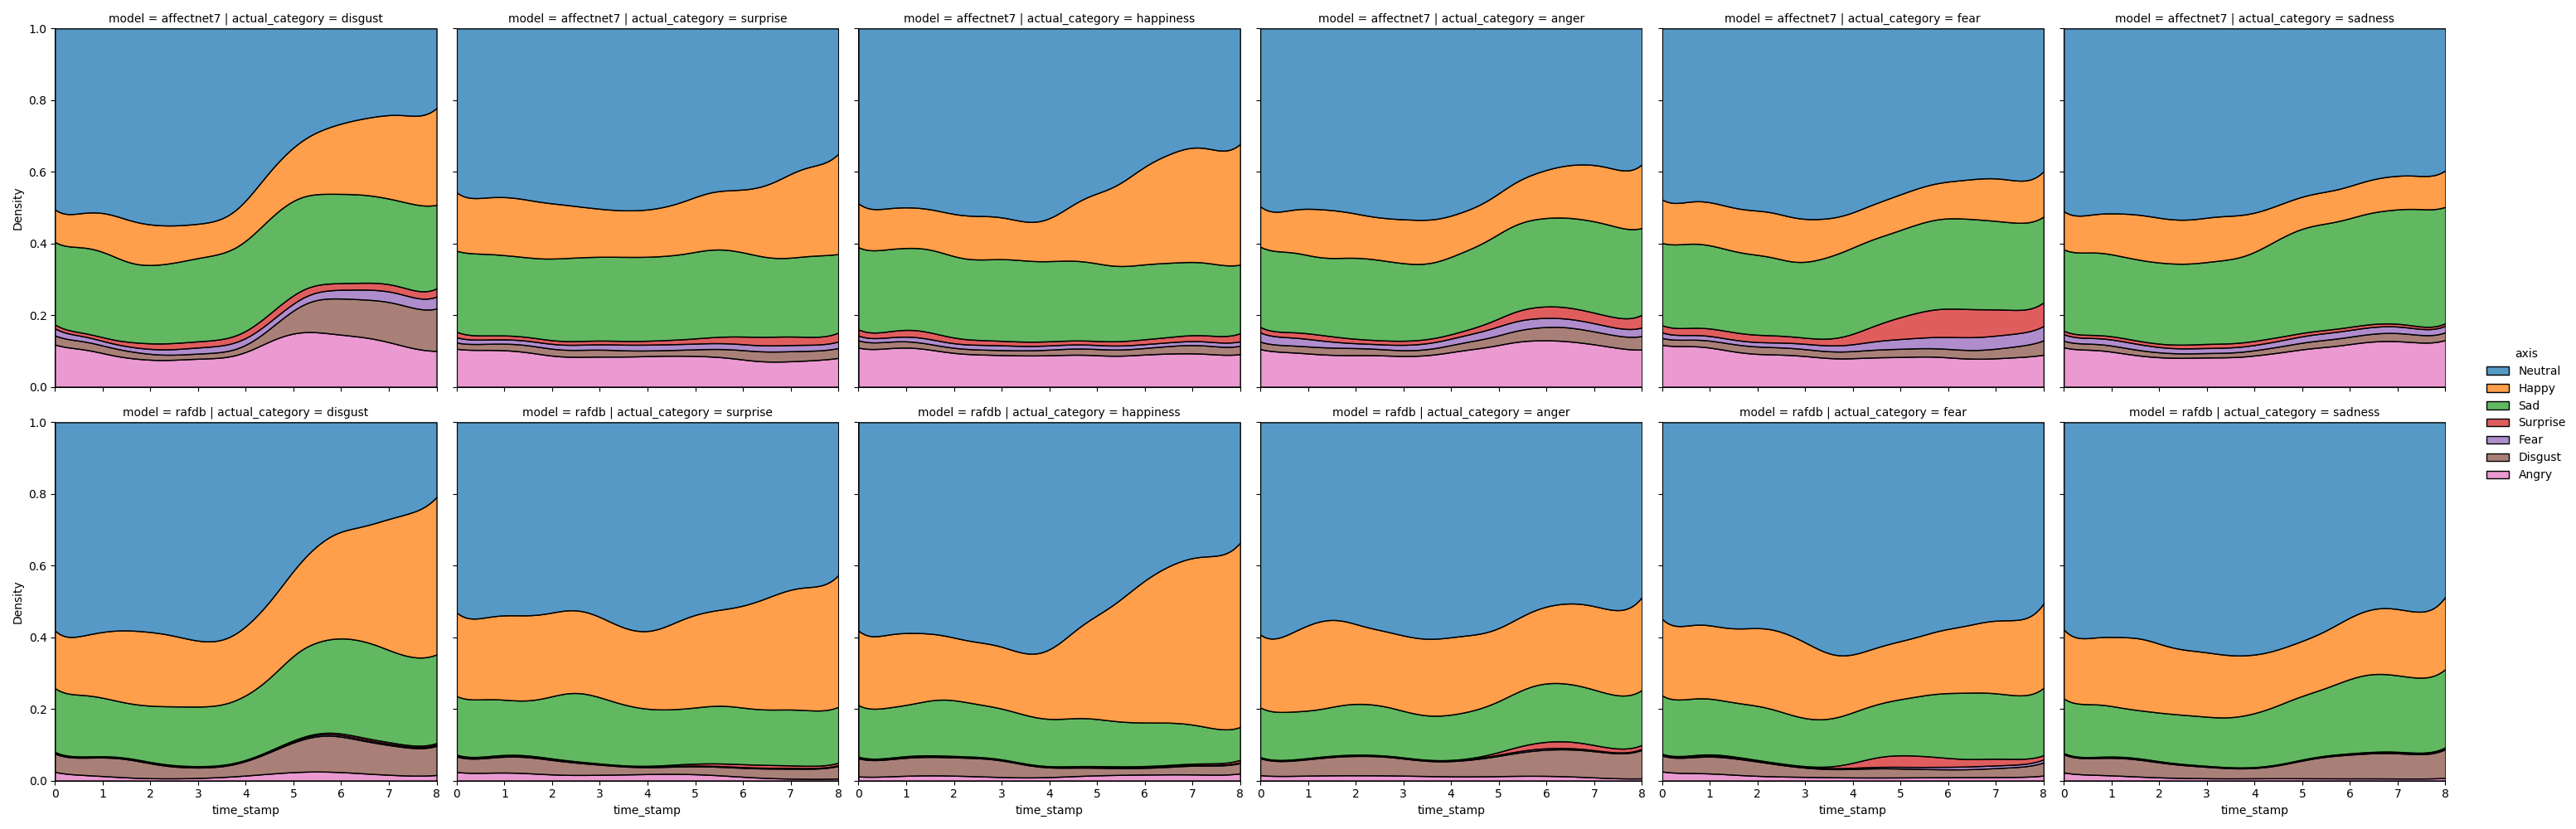 model = affectnet7 | actual_category = disgust
model = affectnet7 | actual_category = surprise
model = affectnet7 | actual_category = happiness
model = affectnet7 | actual_category = anger
model = affectnet7 | actual_category = fear
model = affectnet7 | actual_category = sadness
1.0
0.8
0.6
0.4
0.2
0.0
Density
model = rafdb | actual_category = disgust
model = rafdb | actual_category = surprise
model = rafdb | actual_category = happiness
model = rafdb | actual_category = anger
model = rafdb | actual_category = fear
model = rafdb | actual_category = sadness
1.0
0.8
0.6
0.4
0.2
0.0
Density
0 1 2 3 4 5 6 7 8
0 1 2 3 4 5 6 7 8
0 1 2 3 4 5 6 7 8
0 1 2 3 4 5 6 7 8
0 1 2 3 4 5 6 7 8
0 1 2 3 4 5 6 7 8
time_stamp
time_stamp
time_stamp
time_stamp
time_stamp
time_stamp
axis
Neutral
Happy
Sad
Surprise
Fear
Disgust
Angry